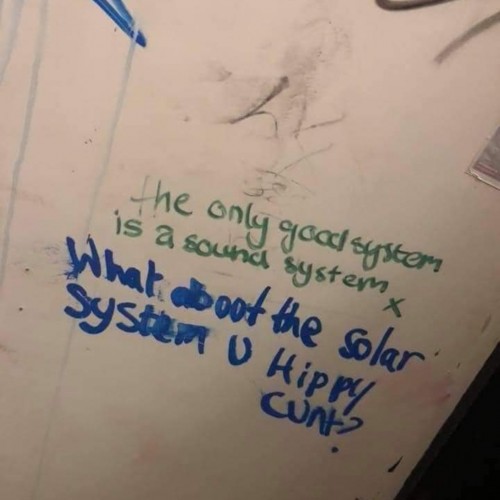 the only good system
is a sound system x
What aboot the solar
system U Hippy
cunt?